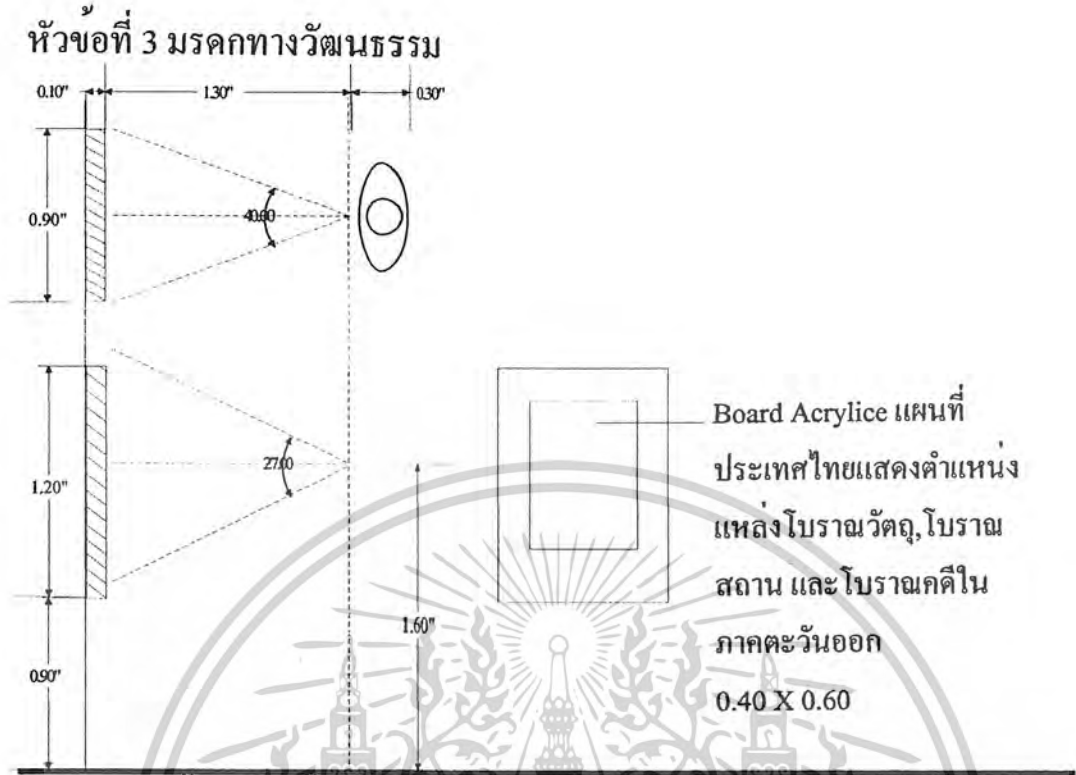 หัวข้อที่ 3 มรดกทางวัฒนธรรม
0.10" 1.30" 0.30"
0.90"
40.00
1.20"
27.00
1.60"
0.90"
Board Acrylice แผนที่
ประเทศไทยแสดงตำแหน่ง
แหล่งโบราณวัตถุ,โบราณ
สถาน และโบราณคดีใน
ภาคตะวันออก
0.40 X 0.60